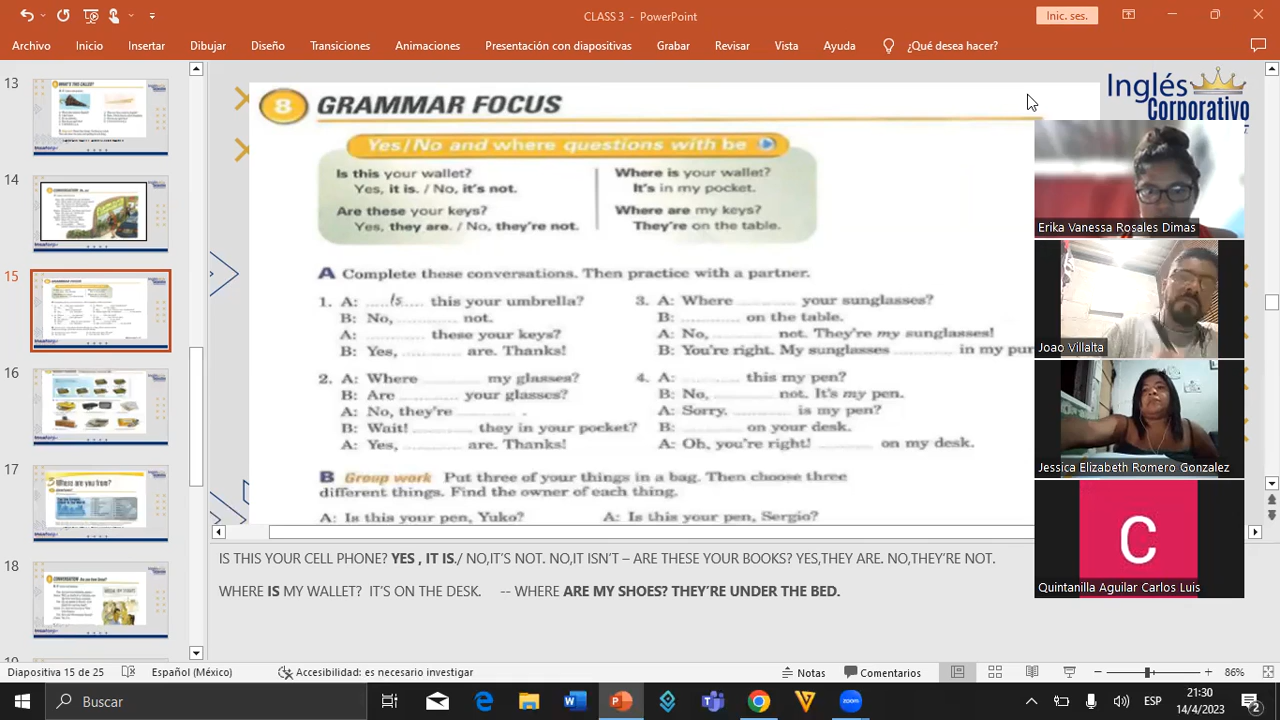 CLASS 3 - PowerPoint
Inic. ses.
Archivo Inicio Insertar Dibujar Diseño Transiciones Animaciones Presentación con diapositivas Grabar Revisar Vista Ayuda ¿Qué desea hacer?
13
14
15
16
17
18
Inglés
Corporativo
8 GRAMMAR FOCUS
Yes/No and where questions with be
Is this your wallet?
Yes, it is. / No, it's not.
Are these your keys?
Yes, they are. / No, they're not.
Where is your wallet?
It's in my pocket.
Where are my keys?
They're on the table.
A Complete these conversations. Then practice with a partner.
1. A: ....Is.... this your umbrella?
B: No, ............ not.
A: ............ these your keys?
B: Yes, ............ are. Thanks!
2. A: Where ............ my glasses?
B: Are ............ your glasses?
A: No, they're ............ .
B: Wait! ............ they in your pocket?
A: Yes, ............ are. Thanks!
3. A: Where ............ your sunglasses?
B: ............ on the table.
A: No, ............ not. They're my sunglasses!
B: You're right. My sunglasses ............ in my pur
4. A: ............ this my pen?
B: No, ............ not. It's my pen.
A: Sorry. ............ is my pen?
B: ............ on your desk.
A: Oh, you're right! ............ on my desk.
B Group work Put three of your things in a bag. Then choose three
different things. Find the owner of each thing.
A: Is this your pen, Yuko?
A: Is this your pen, Sergio?
Erika Vanessa Rosales Dimas
Joao Villalta
Jessica Elizabeth Romero Gonzalez
C
Quintanilla Aguilar Carlos Luis
IS THIS YOUR CELL PHONE? YES , IT IS./ NO,IT'S NOT. NO,IT ISN'T – ARE THESE YOUR BOOKS? YES,THEY ARE. NO,THEY'RE NOT.
WHERE IS MY WALLET? IT'S ON THE DESK. — WHERE ARE MY SHOES? THEY'RE UNDER THE BED.
Diapositiva 15 de 25 Español (México) Accesibilidad: es necesario investigar Notas Comentarios 86%
Buscar
ESP
21:30
14/4/2023
2